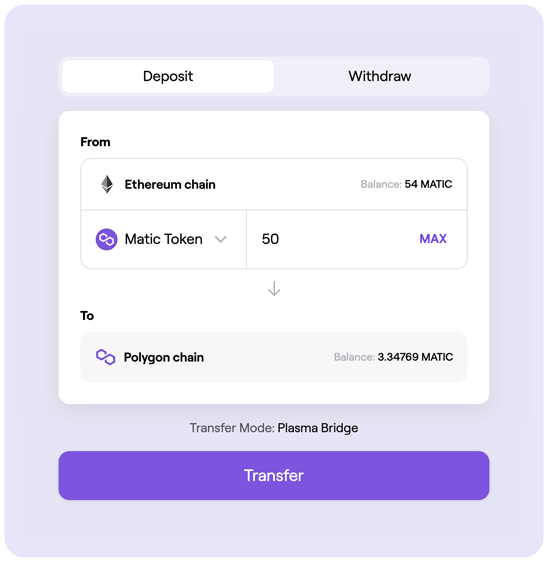 Deposit Withdraw
From
Ethereum chain Balance: 54 MATIC
Matic Token 50 MAX
To
Polygon chain Balance: 3.34769 MATIC
Transfer Mode: Plasma Bridge
Transfer